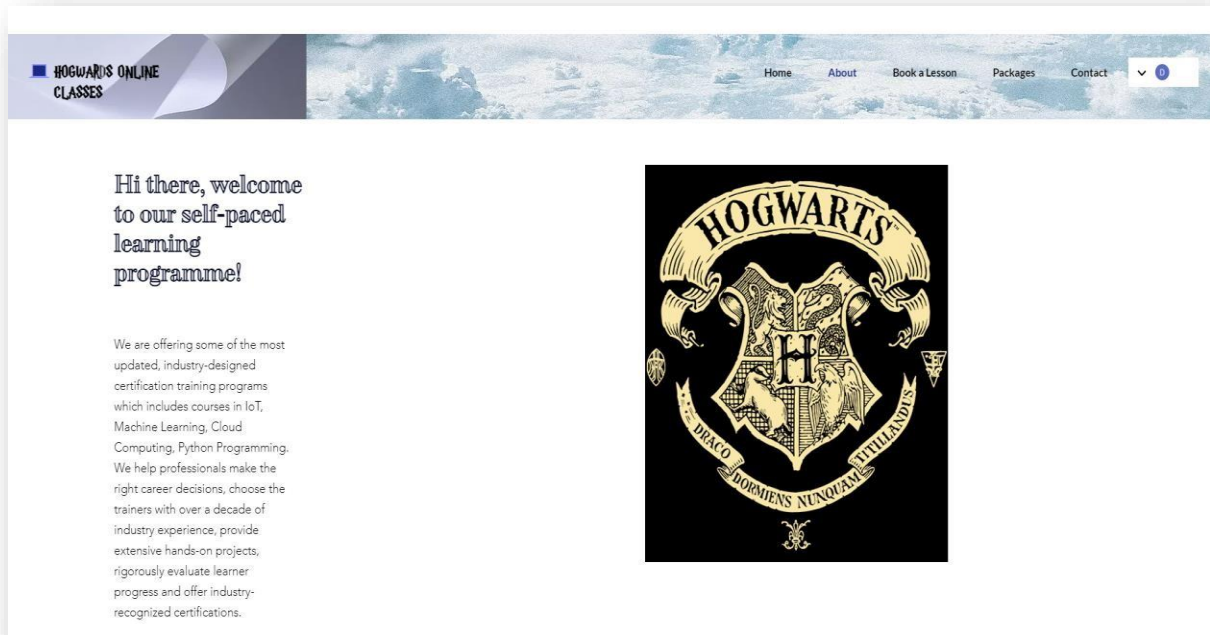 HOGWARDS ONLINE
CLASSES
Home
About
Book a Lesson
Packages
Contact
D
Hi there, welcome
to our self-paced
learning
programme!
We are offering some of the most
updated, industry-designed
certification training programs
which includes courses in IoT,
Machine Learning, Cloud
Computing, Python Programming.
We help professionals make the
right career decisions, choose the
trainers with over a decade of
industry experience, provide
extensive hands-on projects,
rigorously evaluate learner
progress and offer industry-
recognized certifications.
HOGWARTS
H
DRACO
DORMIENS NUNQUAM
TITILLANDUS